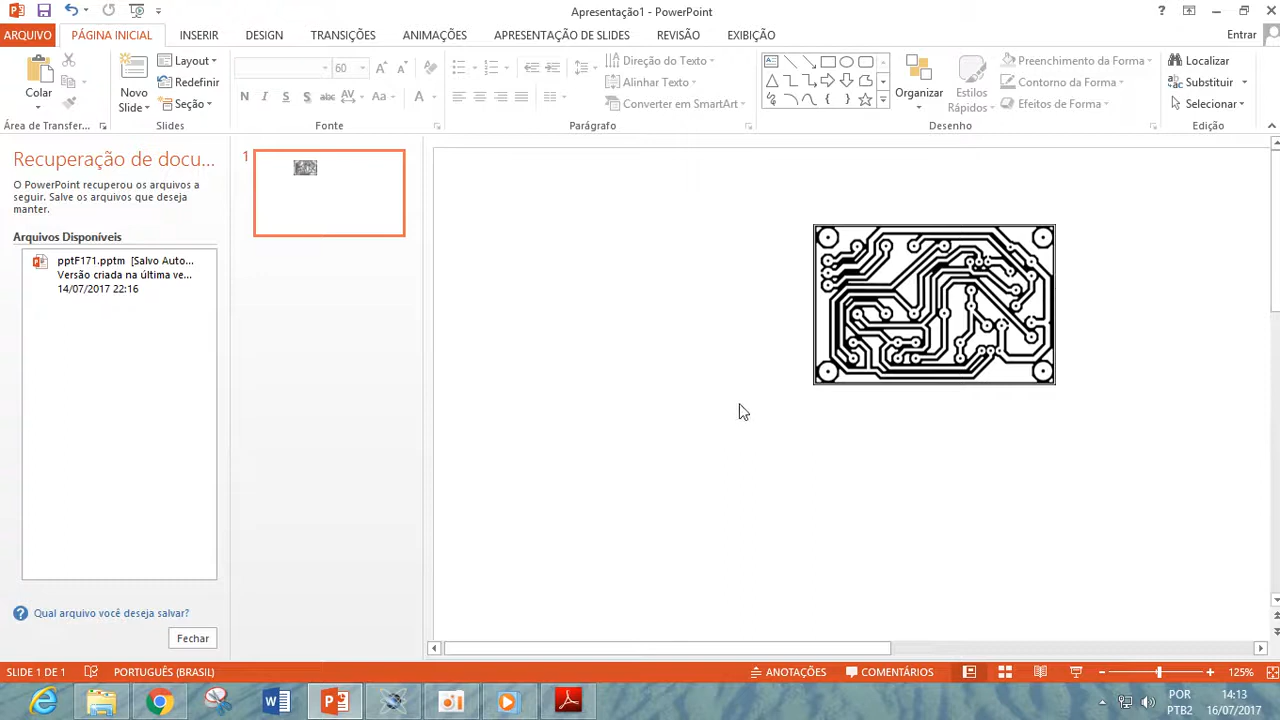 Apresentação1 - PowerPoint
?
ARQUIVO PÁGINA INICIAL INSERIR DESIGN TRANSIÇÕES ANIMAÇÕES APRESENTAÇÃO DE SLIDES REVISÃO EXIBIÇÃO Entrar
Colar
Novo
Slide
Layout
Redefinir
Seção
60
N I S S abc AV Aa A
Direção do Texto
Alinhar Texto
Converter em SmartArt
Organizar
Estilos
Rápidos
Preenchimento da Forma
Contorno da Forma
Efeitos de Forma
Localizar
Substituir
Selecionar
Área de Transfer... Slides Fonte Parágrafo Desenho Edição
Recuperação de docu...
O PowerPoint recuperou os arquivos a
seguir. Salve os arquivos que deseja
manter.
Arquivos Disponíveis
pptF171.pptm [Salvo Auto...
Versão criada na última ve...
14/07/2017 22:16
Qual arquivo você deseja salvar?
Fechar
1
SLIDE 1 DE 1 PORTUGUÊS (BRASIL) ANOTAÇÕES COMENTÁRIOS 125%
POR
PTB2
14:13
16/07/2017